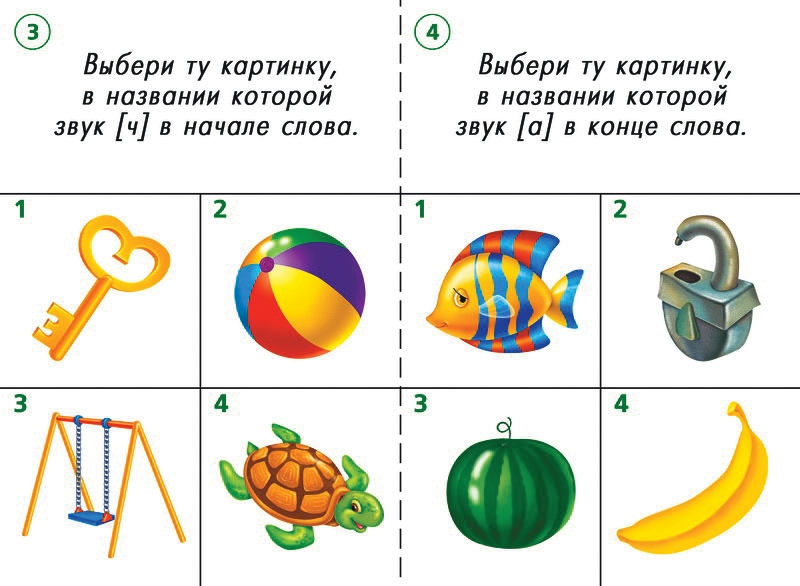 3
Выбери ту картинку,
в названии которой
звук [ч] в начале слова.
1
2
3
4
4
Выбери ту картинку,
в названии которой
звук [а] в конце слова.
1
2
3
4